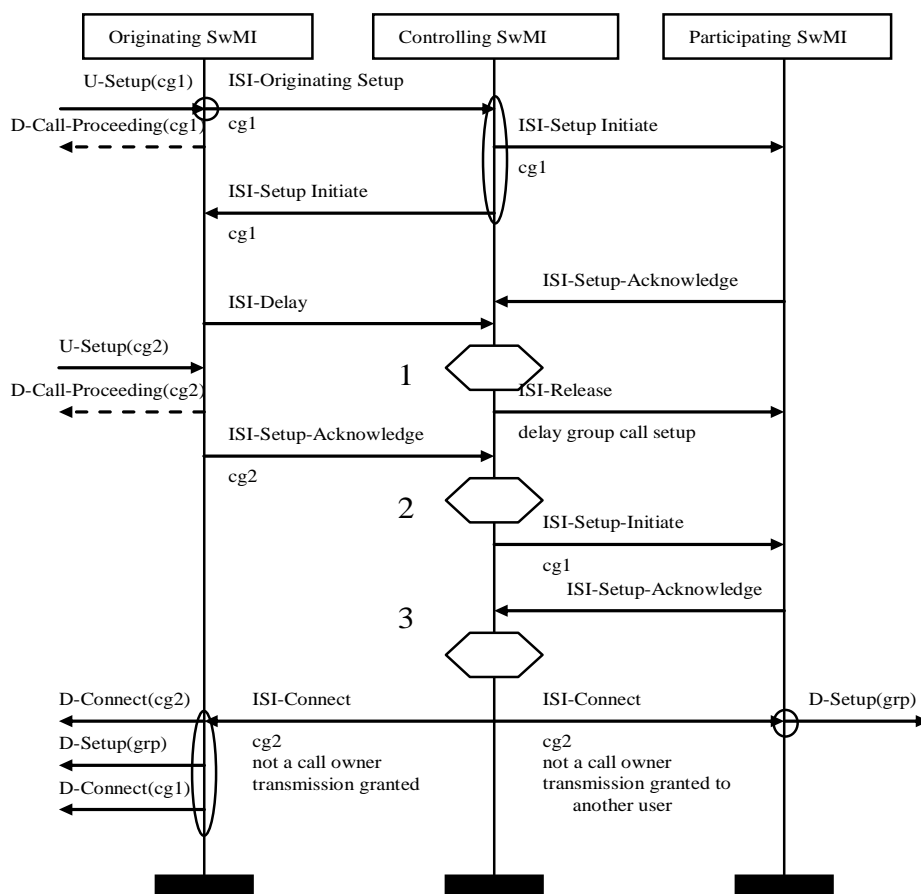 Originating SwMI
Controlling SwMI
Participating SwMI
U-Setup(cg1)
ISI-Originating Setup
D-Call-Proceeding(cg1)
cg1
ISI-Setup Initiate
cg1
ISI-Setup Initiate
cg1
ISI-Setup-Acknowledge
ISI-Delay
U-Setup(cg2)
1
D-Call-Proceeding(cg2)
ISI-Release
ISI-Setup-Acknowledge
delay group call setup
cg2
2
ISI-Setup-Initiate
cg1
ISI-Setup-Acknowledge
3
D-Connect(cg2)
ISI-Connect
ISI-Connect
D-Setup(grp)
D-Setup(grp)
cg2
not a call owner
transmission granted
cg2
not a call owner
transmission granted to
another user
D-Connect(cg1)